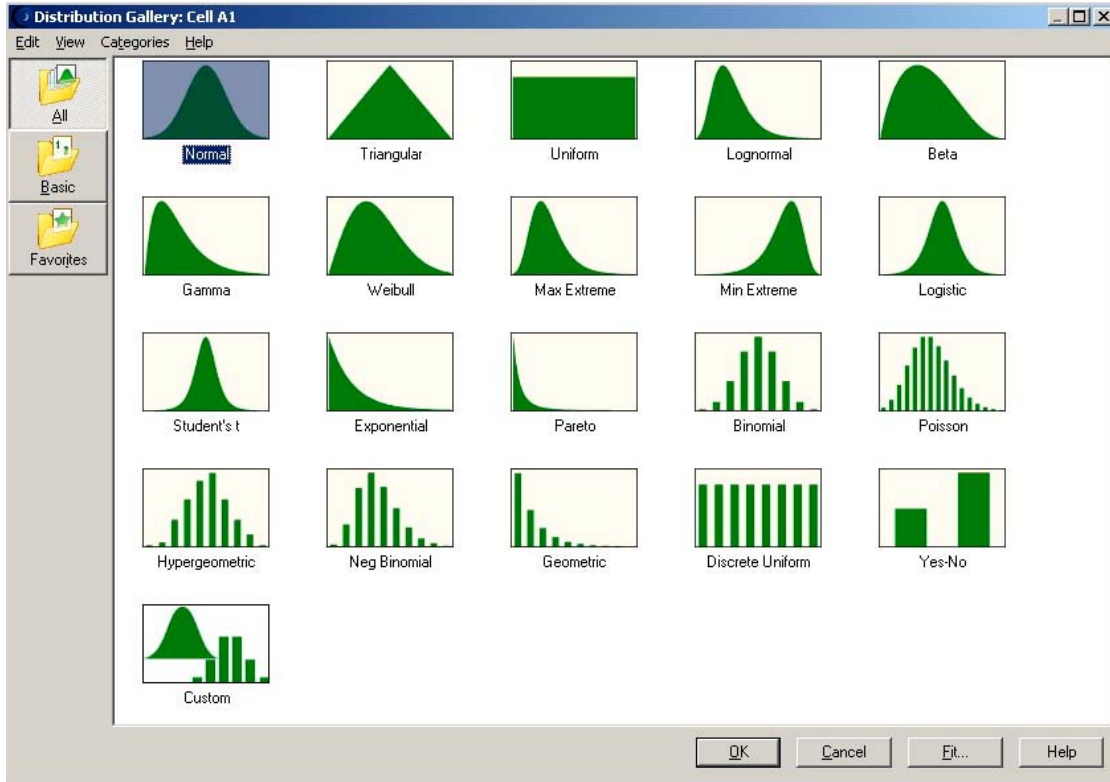 Distribution Gallery: Cell A1
Edit View Categories Help
All
Basic
Favorites
Normal Triangular Uniform Lognormal Beta
Gamma Weibull Max Extreme Min Extreme Logistic
Student's t Exponential Pareto Binomial Poisson
Hypergeometric Neg Binomial Geometric Discrete Uniform Yes-No
Custom
OK Cancel Fit... Help